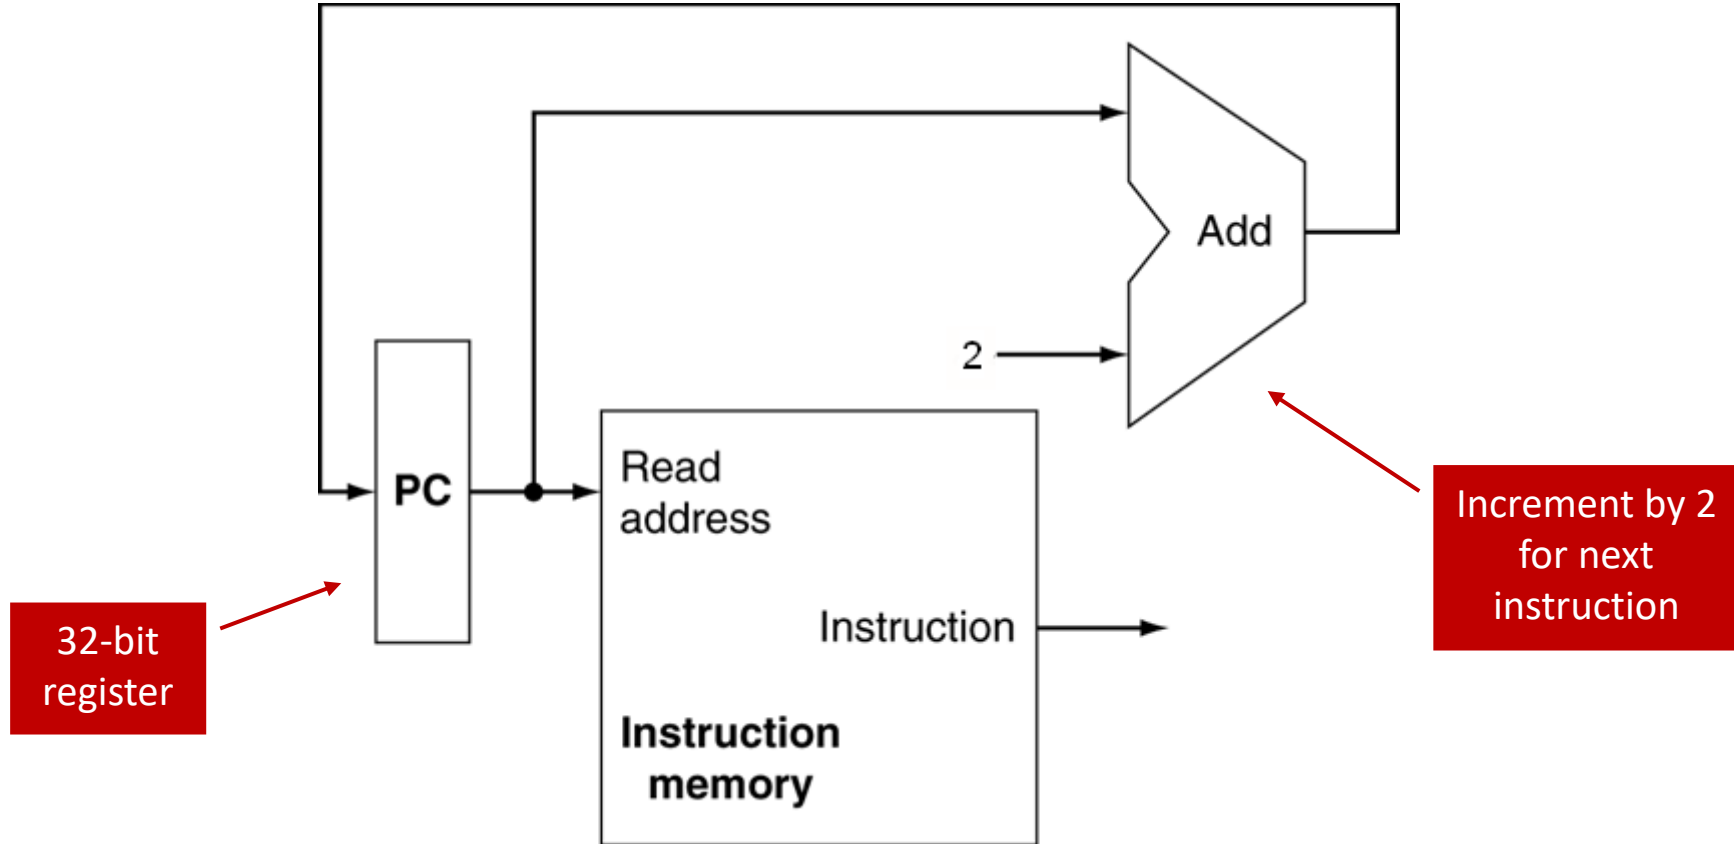 Add
2
PC
Read
address
Instruction
Instruction
memory
32-bit
register
Increment by 2
for next
instruction